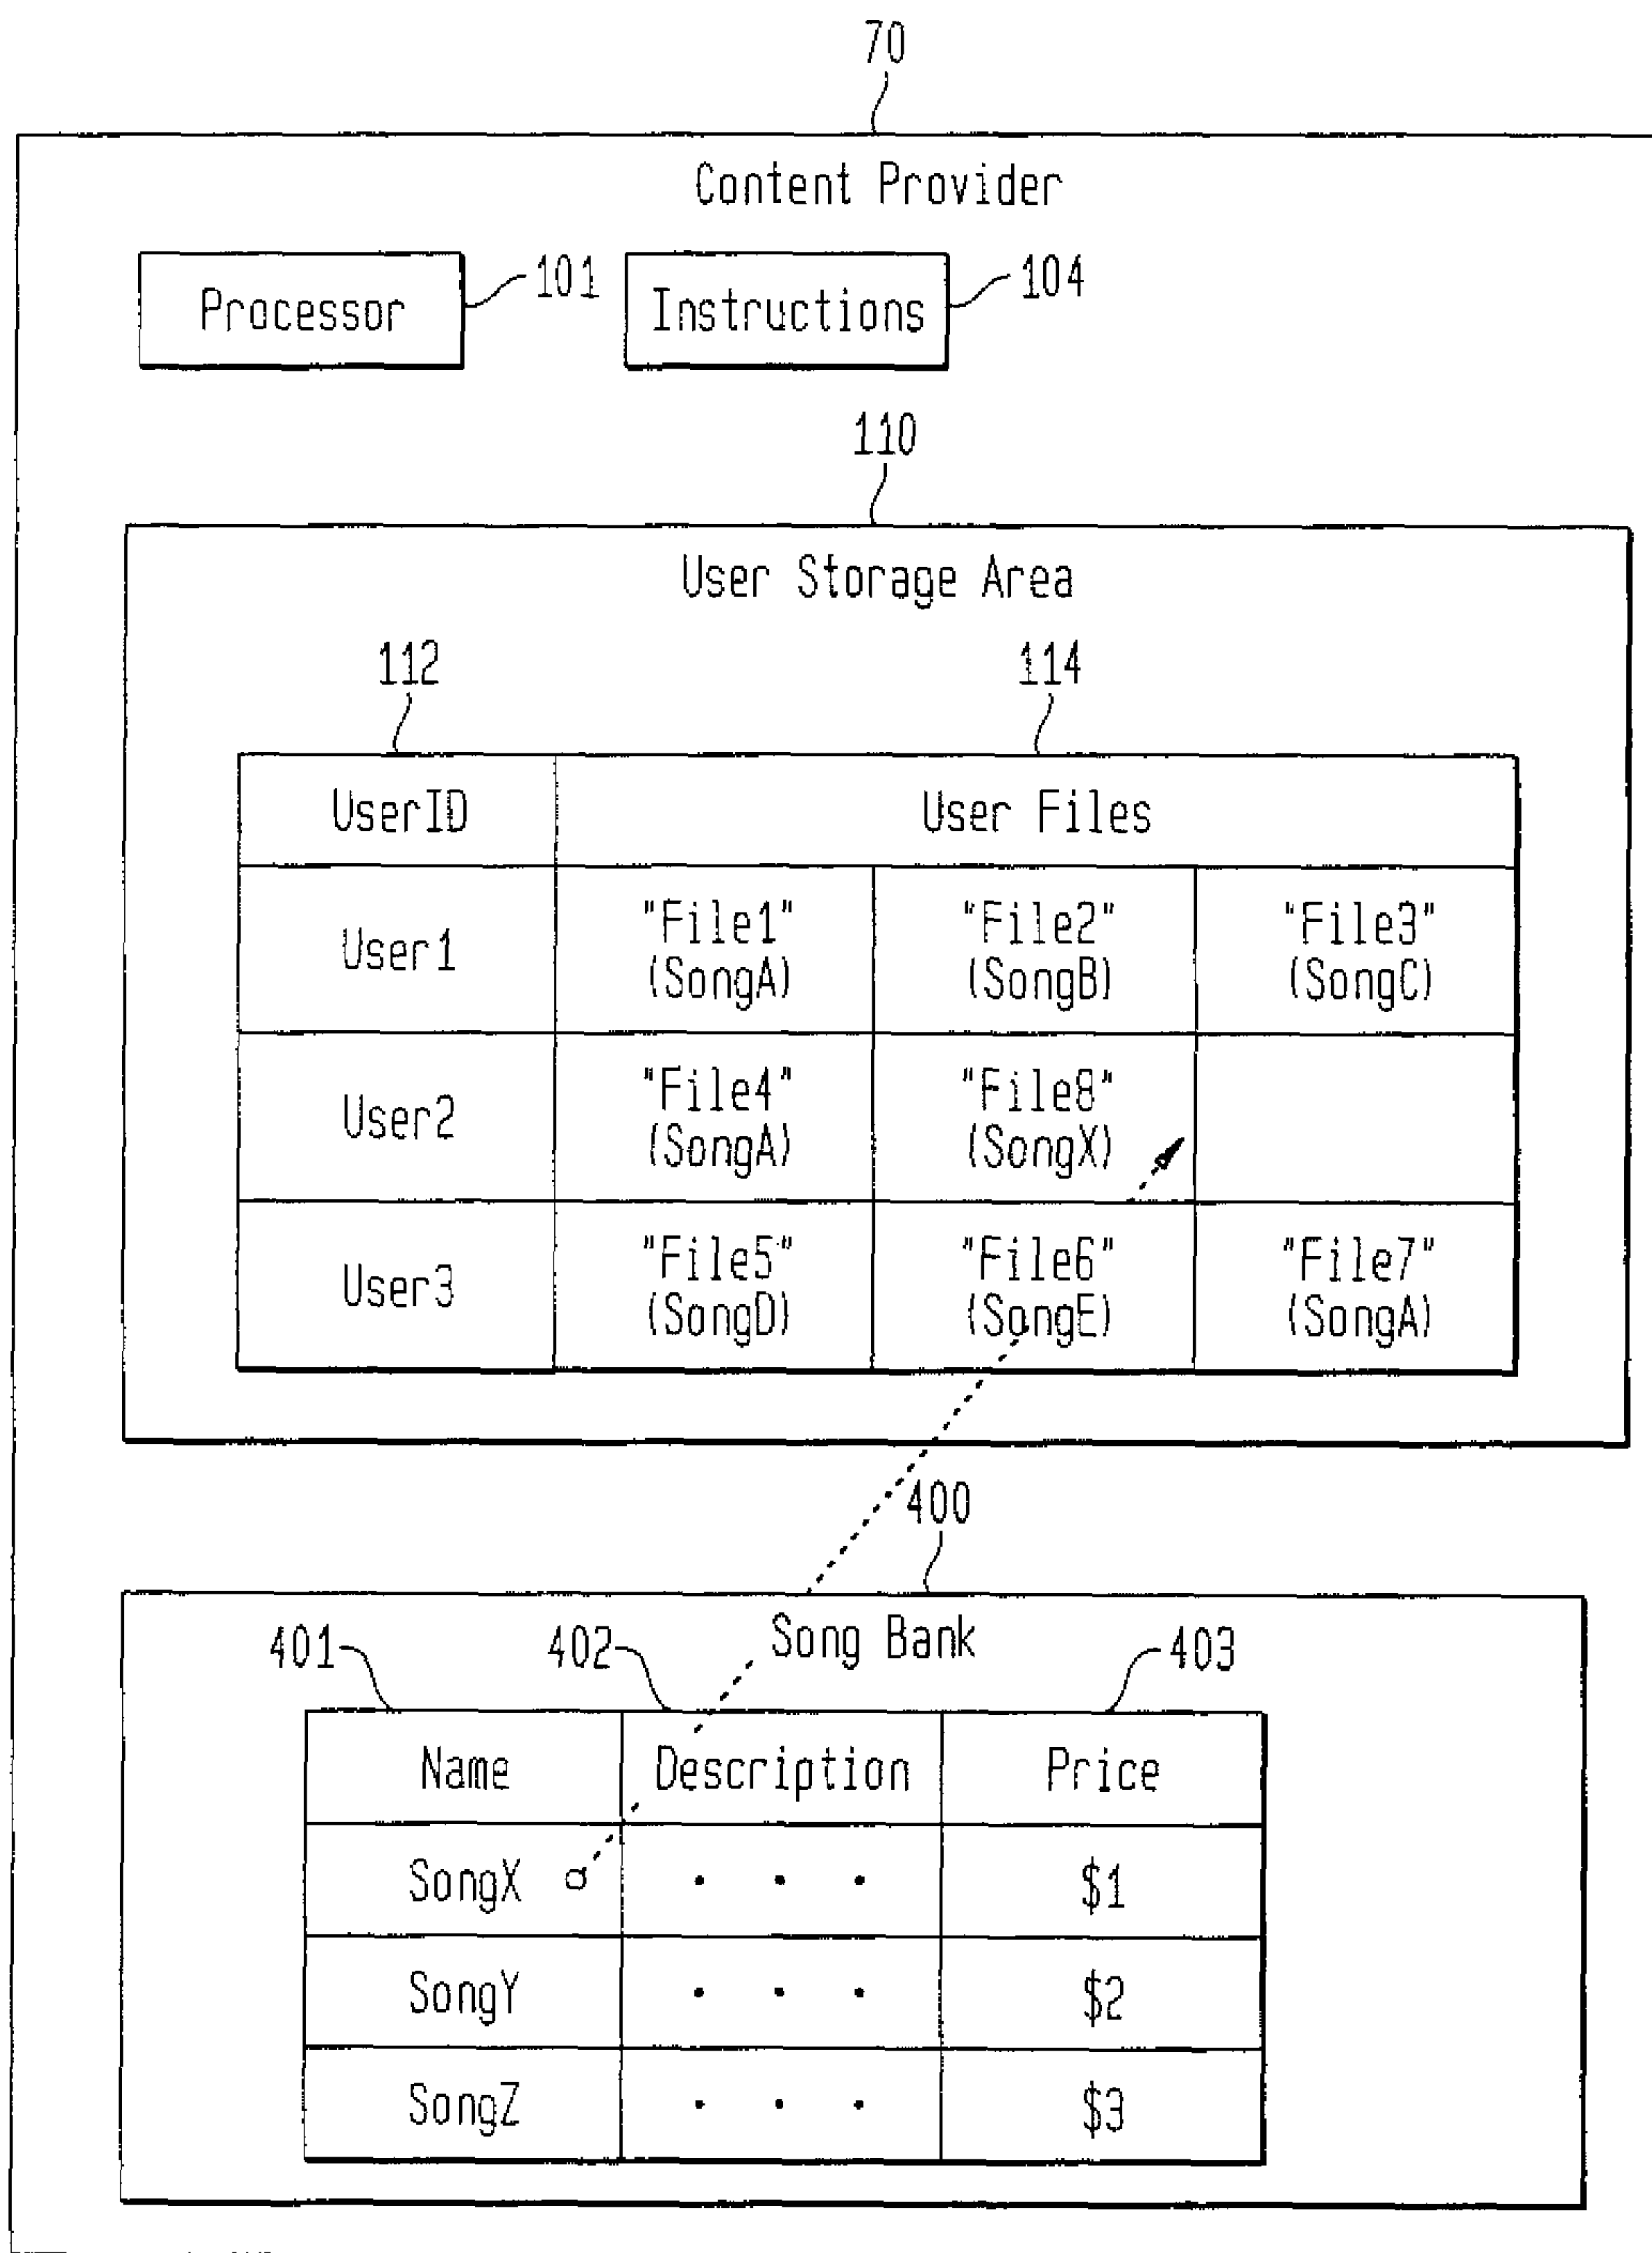 70
Content Provider
Processor
101
Instructions
104
110
User Storage Area
112
114
UserID
User Files
User1
"File1"
(SongA)
"File2"
(SongB)
"File3"
(SongC)
User2
"File4"
(SongA)
"File8"
(SongX)
User3
"File5"
(SongD)
"File6"
(SongE)
"File7"
(SongA)
400
401
402
Song Bank
403
Name
Description
Price
SongX
. . .
$1
SongY
. . .
$2
SongZ
. . .
$3